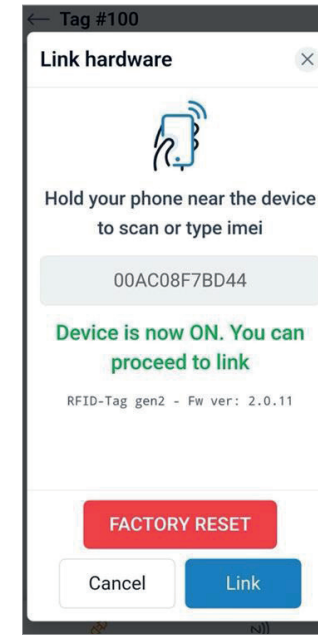 ← Tag #100
Link hardware
Hold your phone near the device
to scan or type imei
00AC08F7BD44
Device is now ON. You can
proceed to link
RFID-Tag gen2 - Fw ver: 2.0.11
FACTORY RESET
Cancel
Link